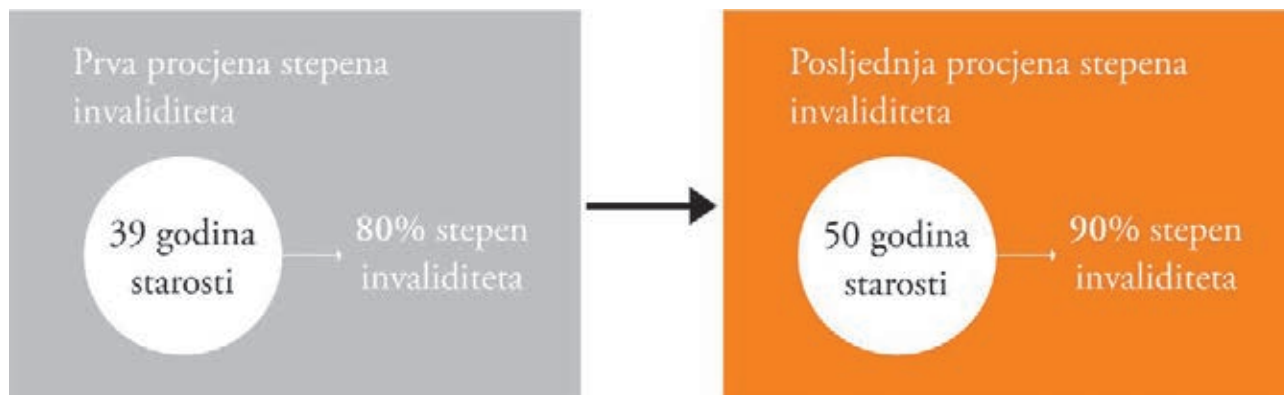 Prva procjena stepena
invaliditeta
39 godina
starosti
80% stepen
invaliditeta
Posljednja procjena stepena
invaliditeta
50 godina
starosti
90% stepen
invaliditeta